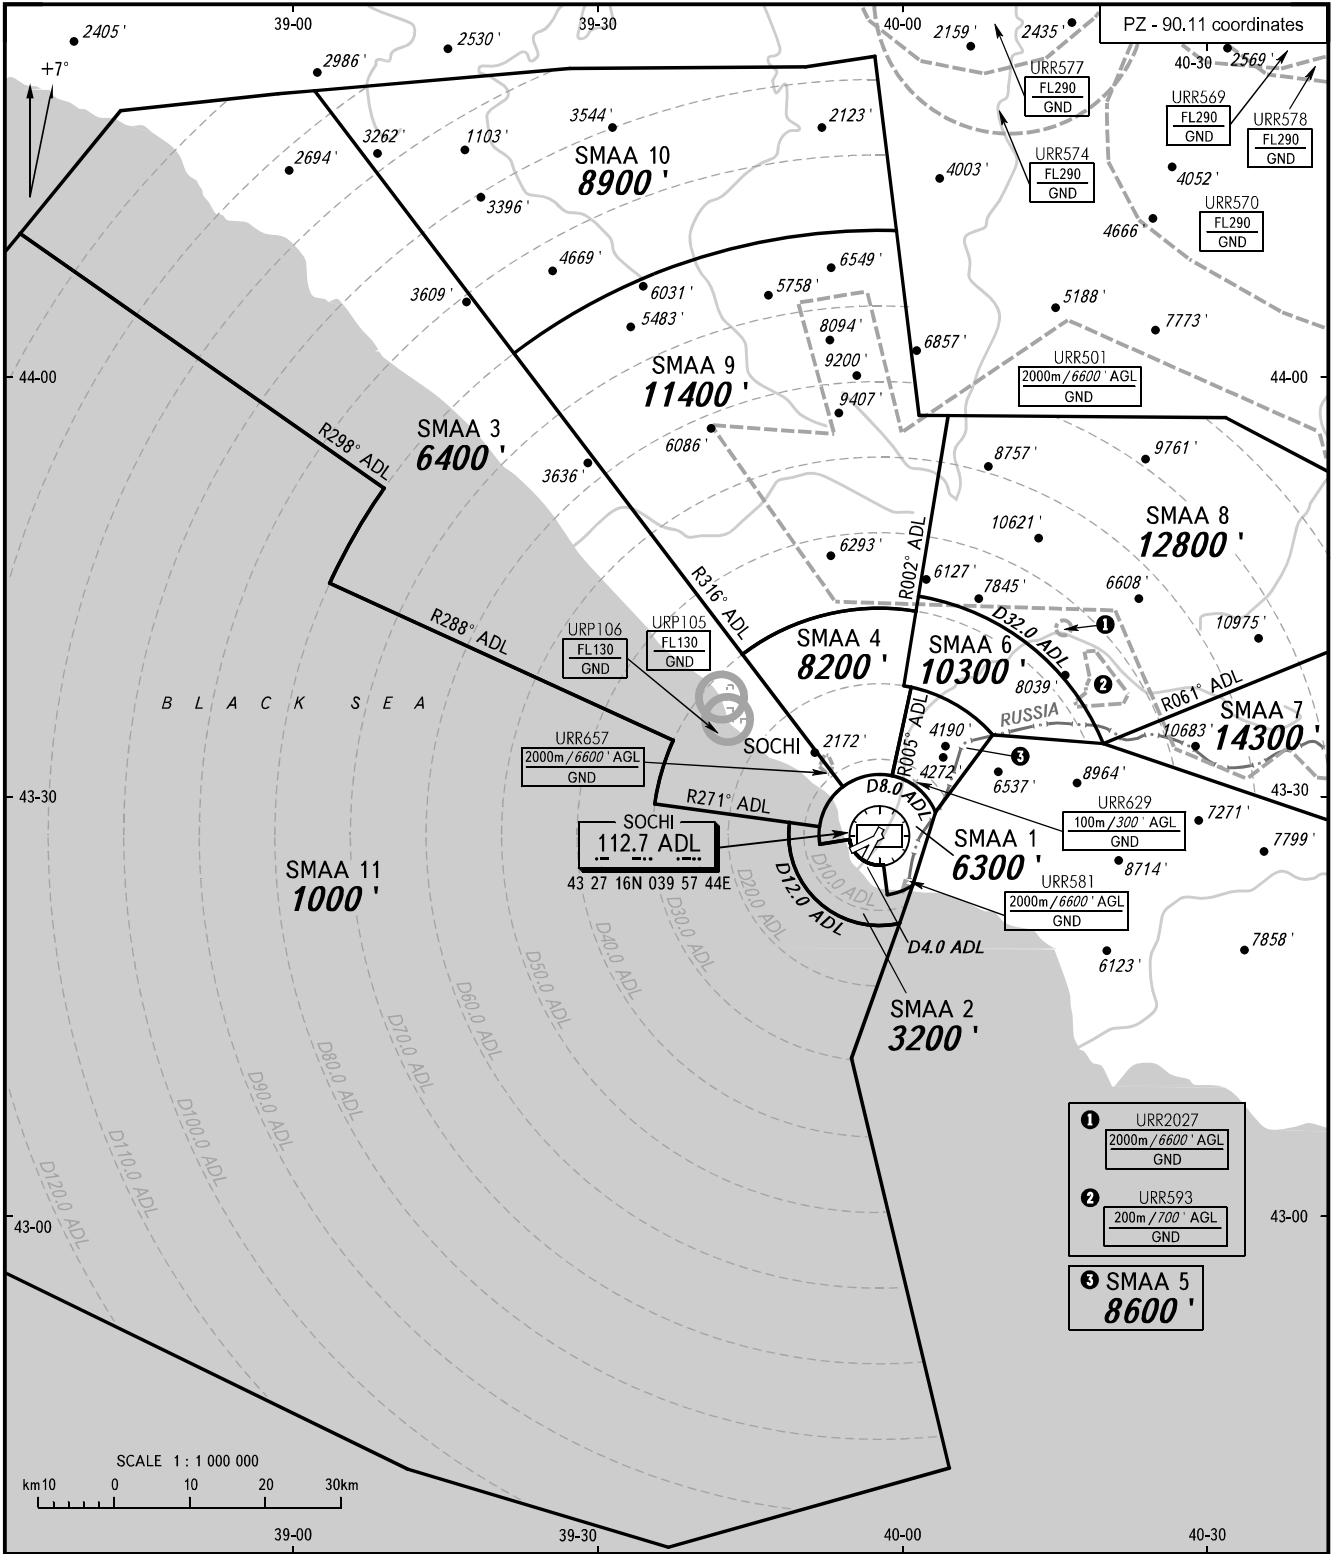 39-00
39-30
40-00
PZ - 90.11 coordinates
40-30
2405'
2986'
2530'
2159'
2435'
2569'
+7°
URR577
FL290
GND
URR569
FL290
GND
URR578
FL290
GND
3262'
2694'
1103'
3544'
2123'
SMAA 10
8900'
3396'
4003'
URR574
FL290
GND
4052'
URR570
FL290
GND
4666'
4669'
6549'
3609'
6031'
5758'
5483'
8094'
5188'
7773'
6857'
SMAA 9
11400'
9200'
9407'
URR501
2000m/6600' AGL
GND
44-00
44-00
R298° ADL
SMAA 3
6400'
6086'
3636'
8757'
9761'
10621'
SMAA 8
12800'
6293'
R316° ADL
R002° ADL
6127'
7845'
6608'
R288° ADL
URP106
FL130
GND
URP105
FL130
GND
SMAA 4
8200'
SMAA 6
10300'
D32.0 ADL
1
10975'
8039'
2
R061° ADL
BLACK SEA
RUSSIA
SMAA 7
14300'
10683'
URR657
2000m/6600' AGL
GND
SOCHI
2172'
R005° ADL
4190'
4272'
3
6537'
8964'
43-30
43-30
R271° ADL
D8.0 ADL
URR629
100m/300' AGL
GND
7271'
7799'
SOCHI
112.7 ADL
43 27 16N 039 57 44E
SMAA 1
6300'
8714'
SMAA 11
1000'
URR581
2000m/6600' AGL
GND
D10.0 ADL
D12.0 ADL
D20.0 ADL
D30.0 ADL
D40.0 ADL
D50.0 ADL
D60.0 ADL
D70.0 ADL
D80.0 ADL
D90.0 ADL
D100.0 ADL
D110.0 ADL
D120.0 ADL
D4.0 ADL
6123'
7858'
SMAA 2
3200'
1 URR2027
2000m/6600' AGL
GND
2 URR593
200m/700' AGL
GND
43-00
43-00
3 SMAA 5
8600'
SCALE 1 : 1 000 000
km10 0 10 20 30km
39-00
39-30
40-00
40-30